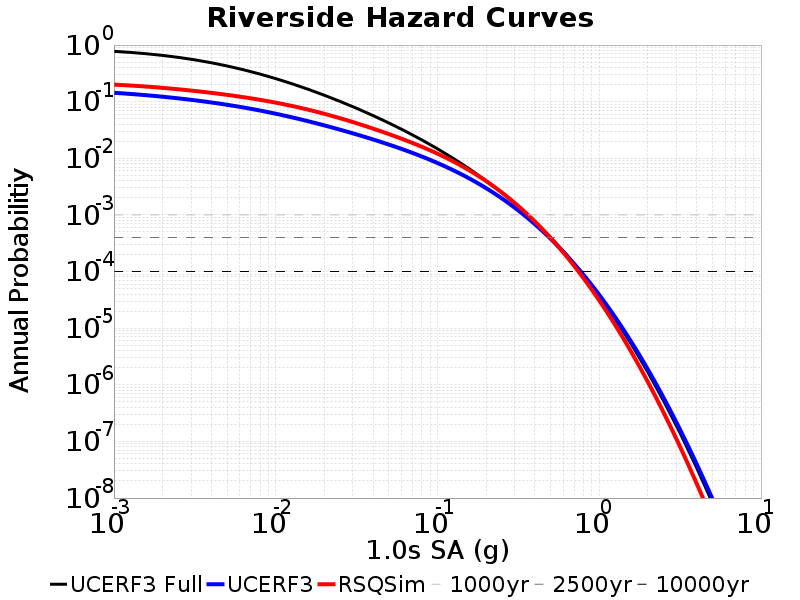 Riverside Hazard Curves
Annual Probabilitiy
10^0
10^-1
10^-2
10^-3
10^-4
10^-5
10^-6
10^-7
10^-8
10^-3 10^-2 10^-1 10^0 10^1
1.0s SA (g)
UCERF3 Full UCERF3 RSQSim 1000yr 2500yr 10000yr